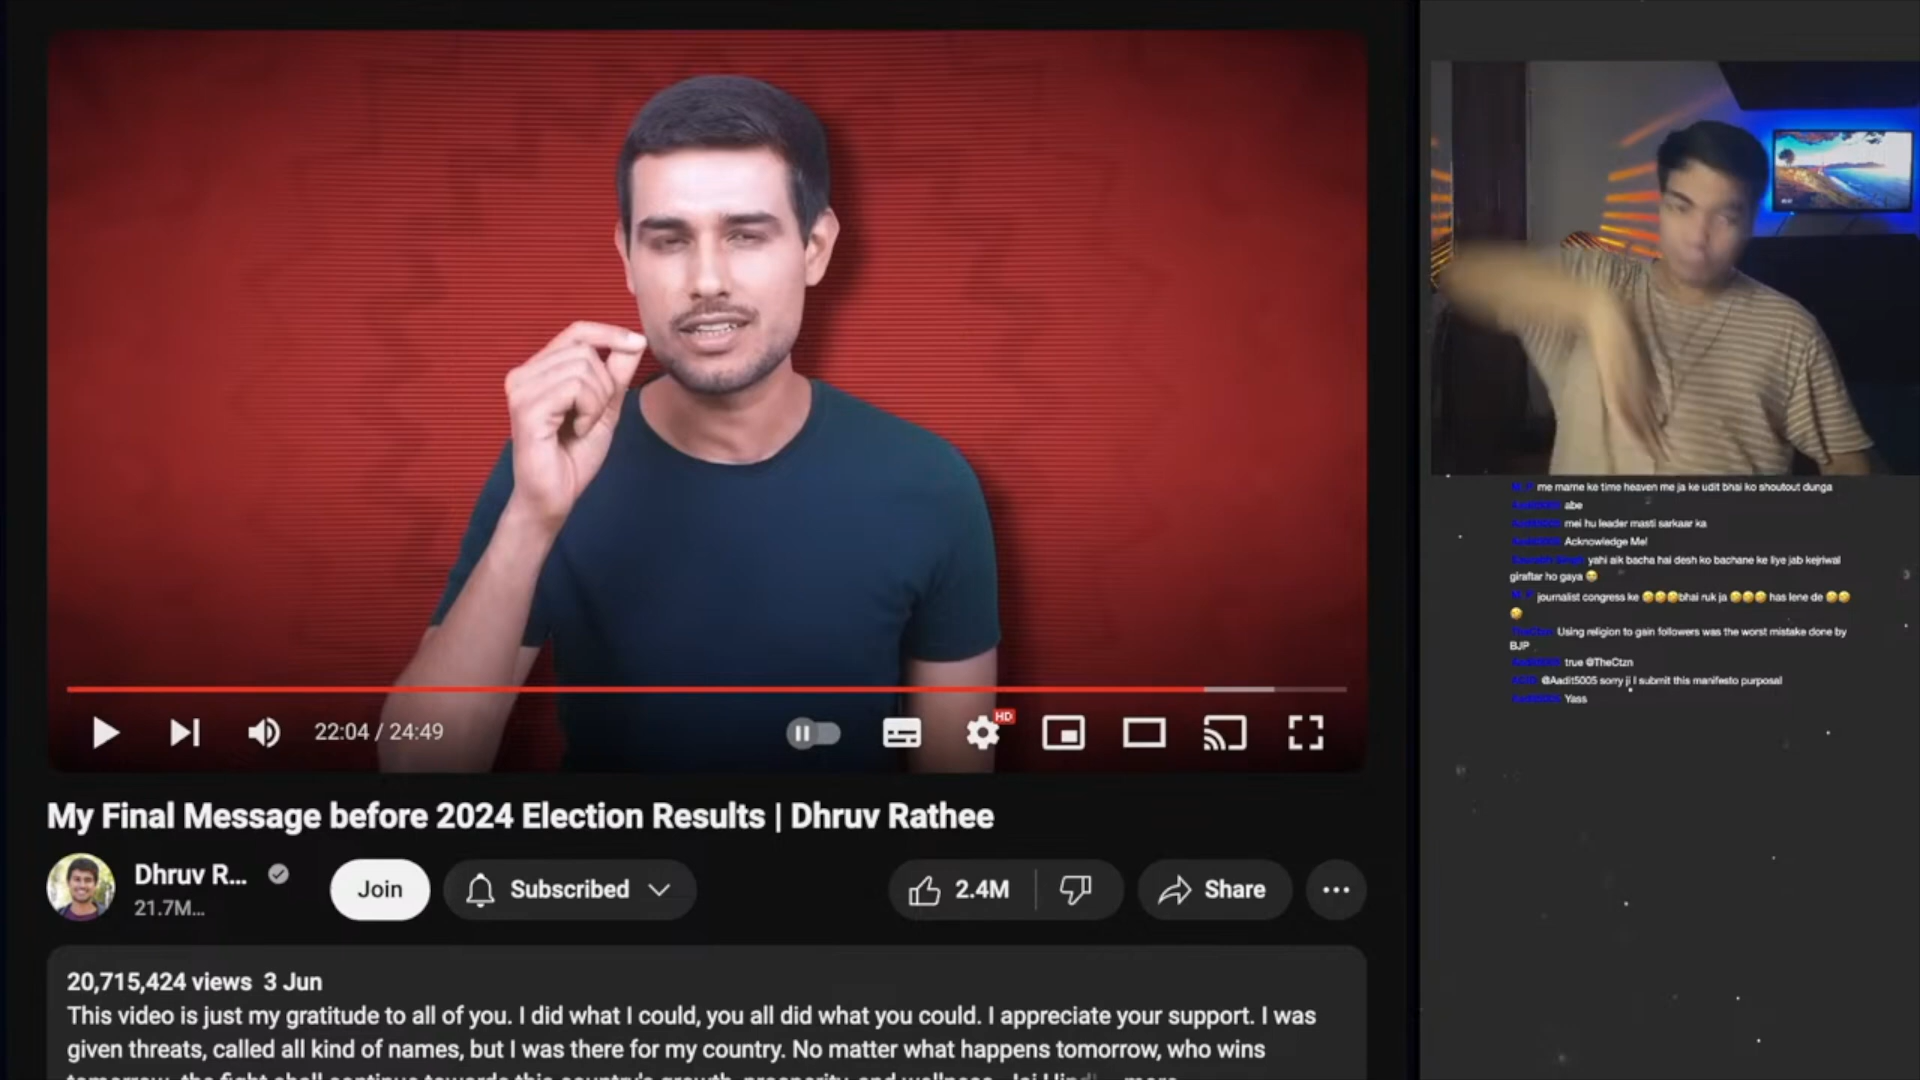 22:04 / 24:49
HD
My Final Message before 2024 Election Results | Dhruv Rathee
Dhruv R...
21.7M...
Join
Subscribed
2.4M
Share
20,715,424 views 3 Jun
This video is just my gratitude to all of you. I did what I could, you all did what you could. I appreciate your support. I was
given threats, called all kind of names, but I was there for my country. No matter what happens tomorrow, who wins
me marne ke time heaven me ja ke udit bhai ko shoutout dunga
abe
mei hu leader masti sarkaar ka
Acknowledge Me!
yahi aik bacha hai desh ko bachane ke liye jab kejriwal
giraftar ho gaya 😭
journalist congress ke 🤣🤣🤣bhai ruk ja 🤣🤣🤣 has lene de 🤣🤣
🤣
TheCtzn Using religion to gain followers was the worst mistake done by
BJP
true @TheCtzn
@Aadit5005 sorry ji I submit this manifesto purposal
Yass